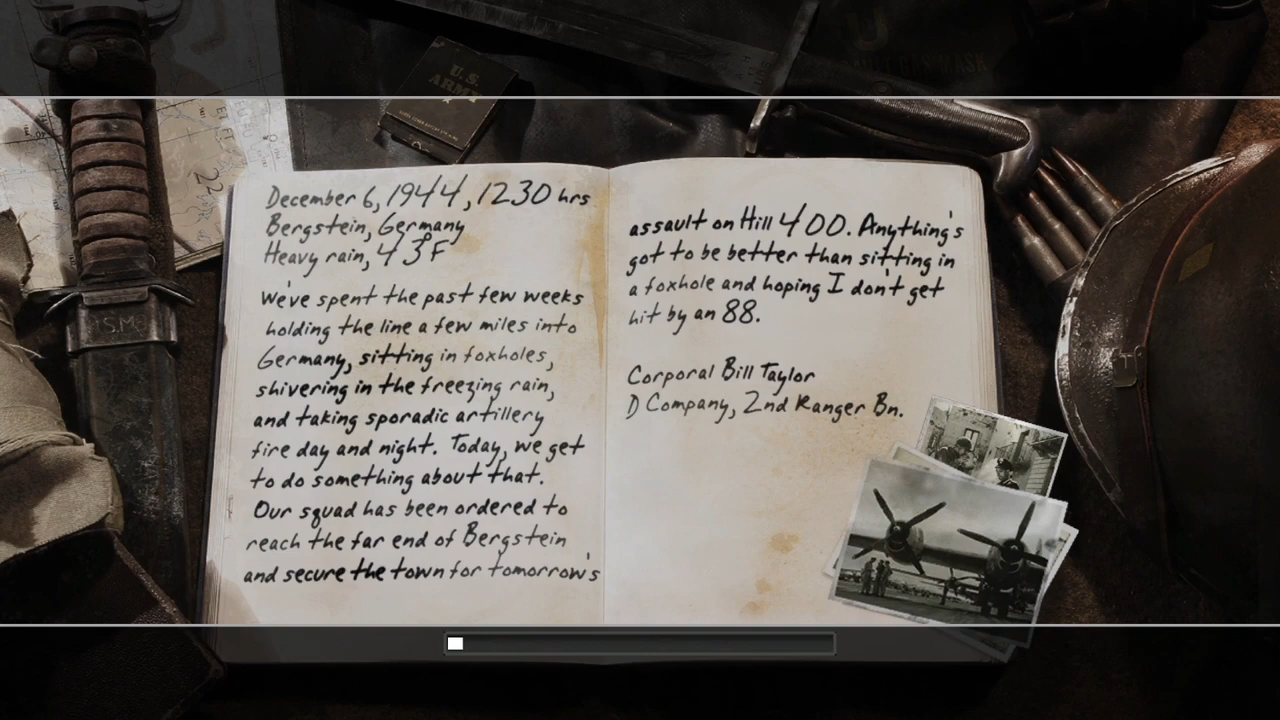 U.S.
ARMY
22
T.S.Mc
December 6, 1944, 1230 hrs
Bergstein, Germany
Heavy rain, 43°F
We've spent the past few weeks
holding the line a few miles into
Germany, sitting in foxholes,
shivering in the freezing rain,
and taking sporadic artillery
fire day and night. Today, we get
to do something about that.
Our squad has been ordered to
reach the far end of Bergstein
and secure the town for tomorrow's
assault on Hill 400. Anything's
got to be better than sitting in
a foxhole and hoping I don't get
hit by an 88.
Corporal Bill Taylor
D Company, 2nd Ranger Bn.